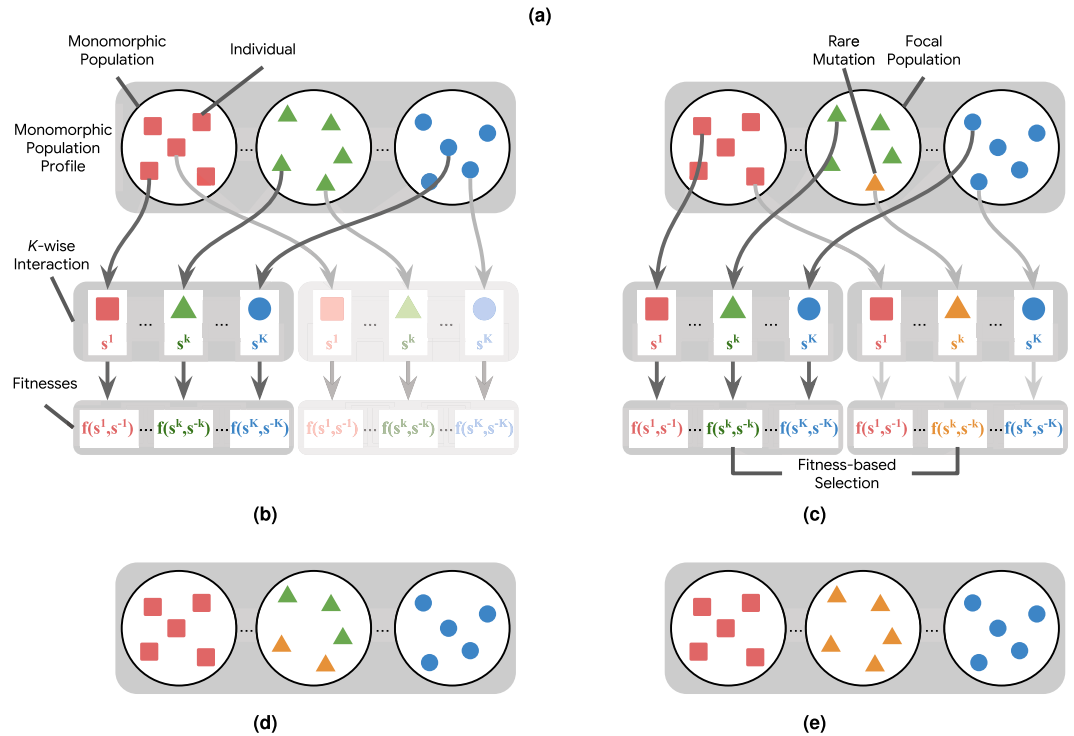 (a)
Monomorphic
Population
Individual
Monomorphic
Population
Profile
...
...
K-wise
Interaction
s¹ ... sᵏ ... sᴷ
s¹ ... sᵏ ... sᴷ
Fitnesses
f(s¹,s⁻¹) ... f(sᵏ,s⁻ᵏ) ... f(sᴷ,s⁻ᴷ)
f(s¹,s⁻¹) ... f(sᵏ,s⁻ᵏ) ... f(sᴷ,s⁻ᴷ)
(b)
Rare
Mutation
Focal
Population
...
...
s¹ ... sᵏ ... sᴷ
s¹ ... sᵏ ... sᴷ
f(s¹,s⁻¹) ... f(sᵏ,s⁻ᵏ) ... f(sᴷ,s⁻ᴷ)
f(s¹,s⁻¹) ... f(sᵏ,s⁻ᵏ) ... f(sᴷ,s⁻ᴷ)
Fitness-based
Selection
(c)
...
...
(d)
...
...
(e)